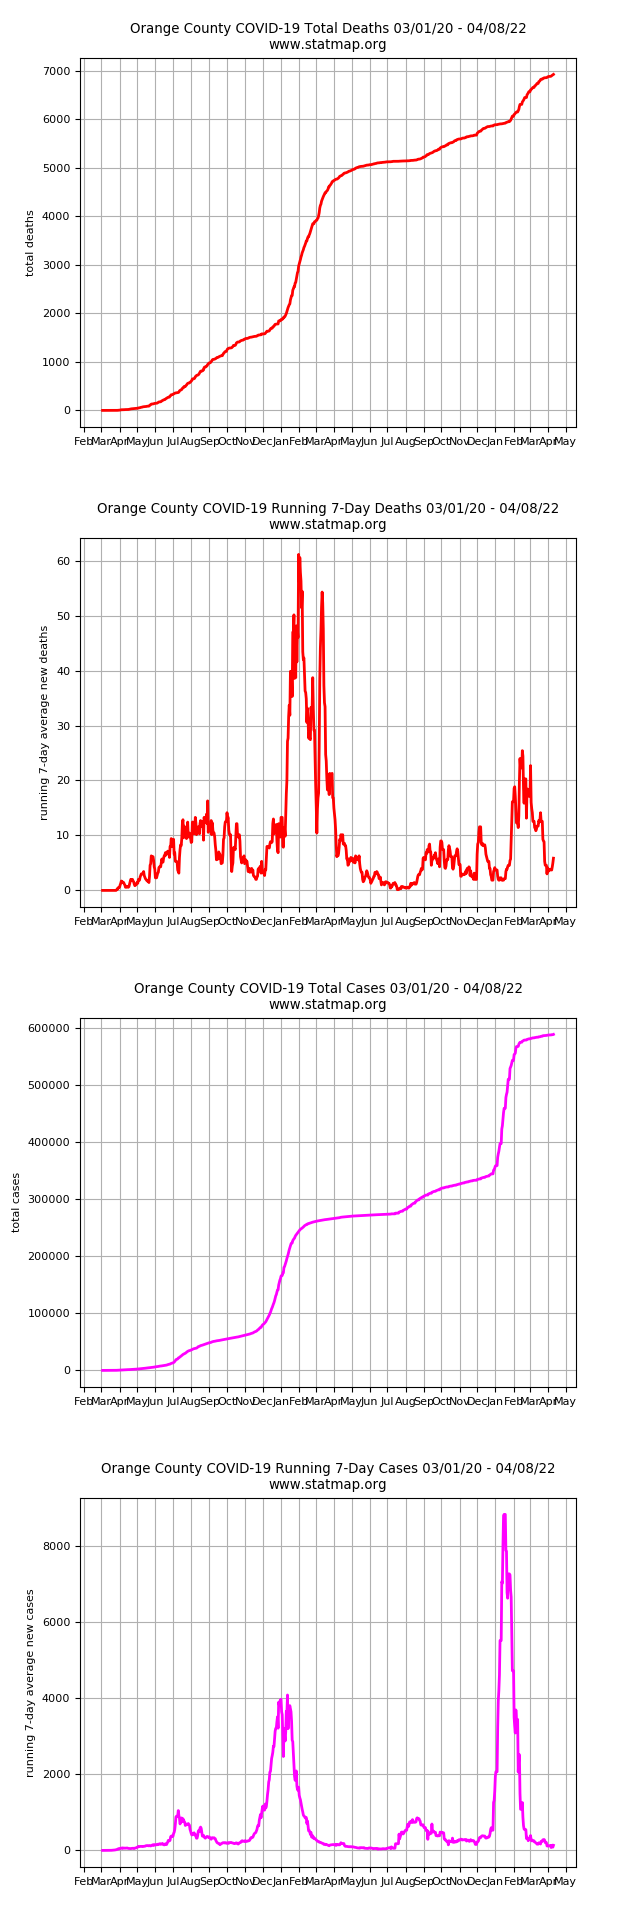 Orange County COVID-19 Total Deaths 03/01/20 - 04/08/22
www.statmap.org
7000
6000
5000
4000
3000
2000
1000
0
total deaths
Feb Mar Apr May Jun Jul Aug Sep Oct Nov Dec Jan Feb Mar Apr May Jun Jul Aug Sep Oct Nov Dec Jan Feb Mar Apr May
Orange County COVID-19 Running 7-Day Deaths 03/01/20 - 04/08/22
www.statmap.org
60
50
40
30
20
10
0
running 7-day average new deaths
Feb Mar Apr May Jun Jul Aug Sep Oct Nov Dec Jan Feb Mar Apr May Jun Jul Aug Sep Oct Nov Dec Jan Feb Mar Apr May
Orange County COVID-19 Total Cases 03/01/20 - 04/08/22
www.statmap.org
600000
500000
400000
300000
200000
100000
0
total cases
Feb Mar Apr May Jun Jul Aug Sep Oct Nov Dec Jan Feb Mar Apr May Jun Jul Aug Sep Oct Nov Dec Jan Feb Mar Apr May
Orange County COVID-19 Running 7-Day Cases 03/01/20 - 04/08/22
www.statmap.org
8000
6000
4000
2000
0
running 7-day average new cases
Feb Mar Apr May Jun Jul Aug Sep Oct Nov Dec Jan Feb Mar Apr May Jun Jul Aug Sep Oct Nov Dec Jan Feb Mar Apr May